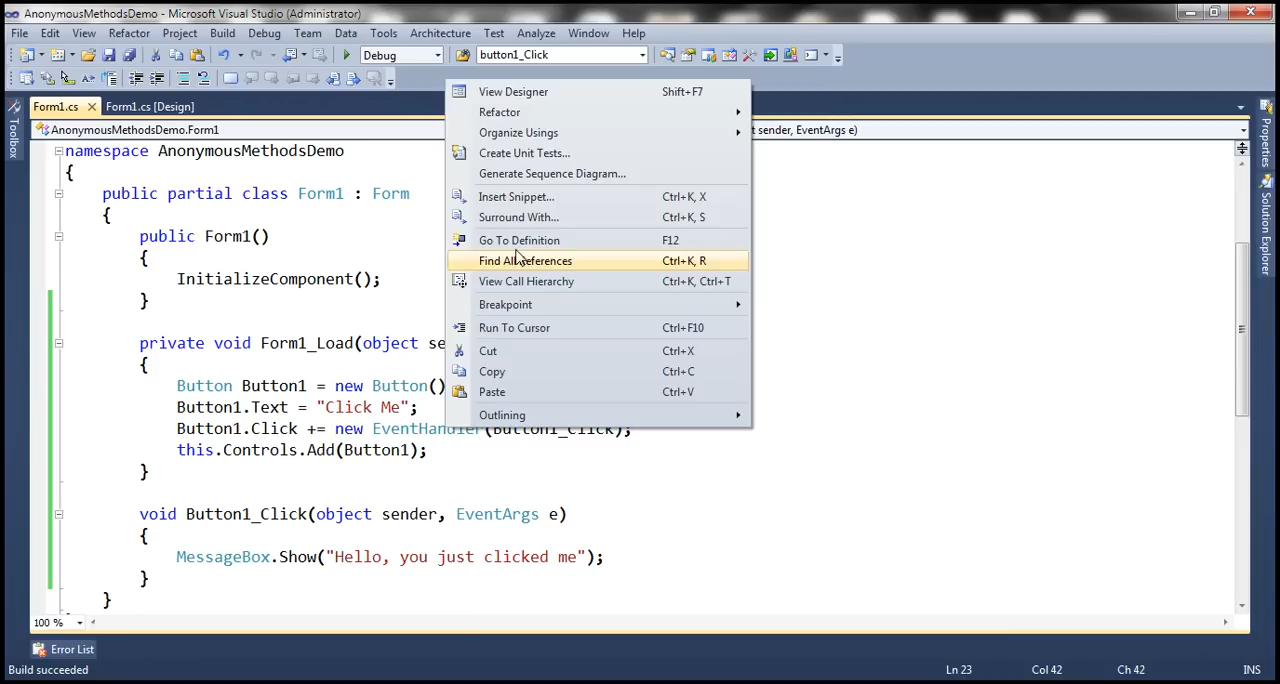 AnonymousMethodsDemo - Microsoft Visual Studio (Administrator)
File Edit View Refactor Project Build Debug Team Data Tools Architecture Test Analyze Window Help
Debug button1_Click
Form1.cs Form1.cs [Design]
AnonymousMethodsDemo.Form1 sender, EventArgs e)
Toolbox
Properties
Solution Explorer
namespace AnonymousMethodsDemo
{
public partial class Form1 : Form
{
public Form1()
{
InitializeComponent();
}
private void Form1_Load(object se
{
Button Button1 = new Button()
Button1.Text = "Click Me";
Button1.Click += new EventHandler(Button1_Click);
this.Controls.Add(Button1);
}
void Button1_Click(object sender, EventArgs e)
{
MessageBox.Show("Hello, you just clicked me");
}
}
View Designer Shift+F7
Refactor
Organize Usings
Create Unit Tests...
Generate Sequence Diagram...
Insert Snippet... Ctrl+K, X
Surround With... Ctrl+K, S
Go To Definition F12
Find All References Ctrl+K, R
View Call Hierarchy Ctrl+K, Ctrl+T
Breakpoint
Run To Cursor Ctrl+F10
Cut Ctrl+X
Copy Ctrl+C
Paste Ctrl+V
Outlining
100 %
Error List
Build succeeded Ln 23 Col 42 Ch 42 INS